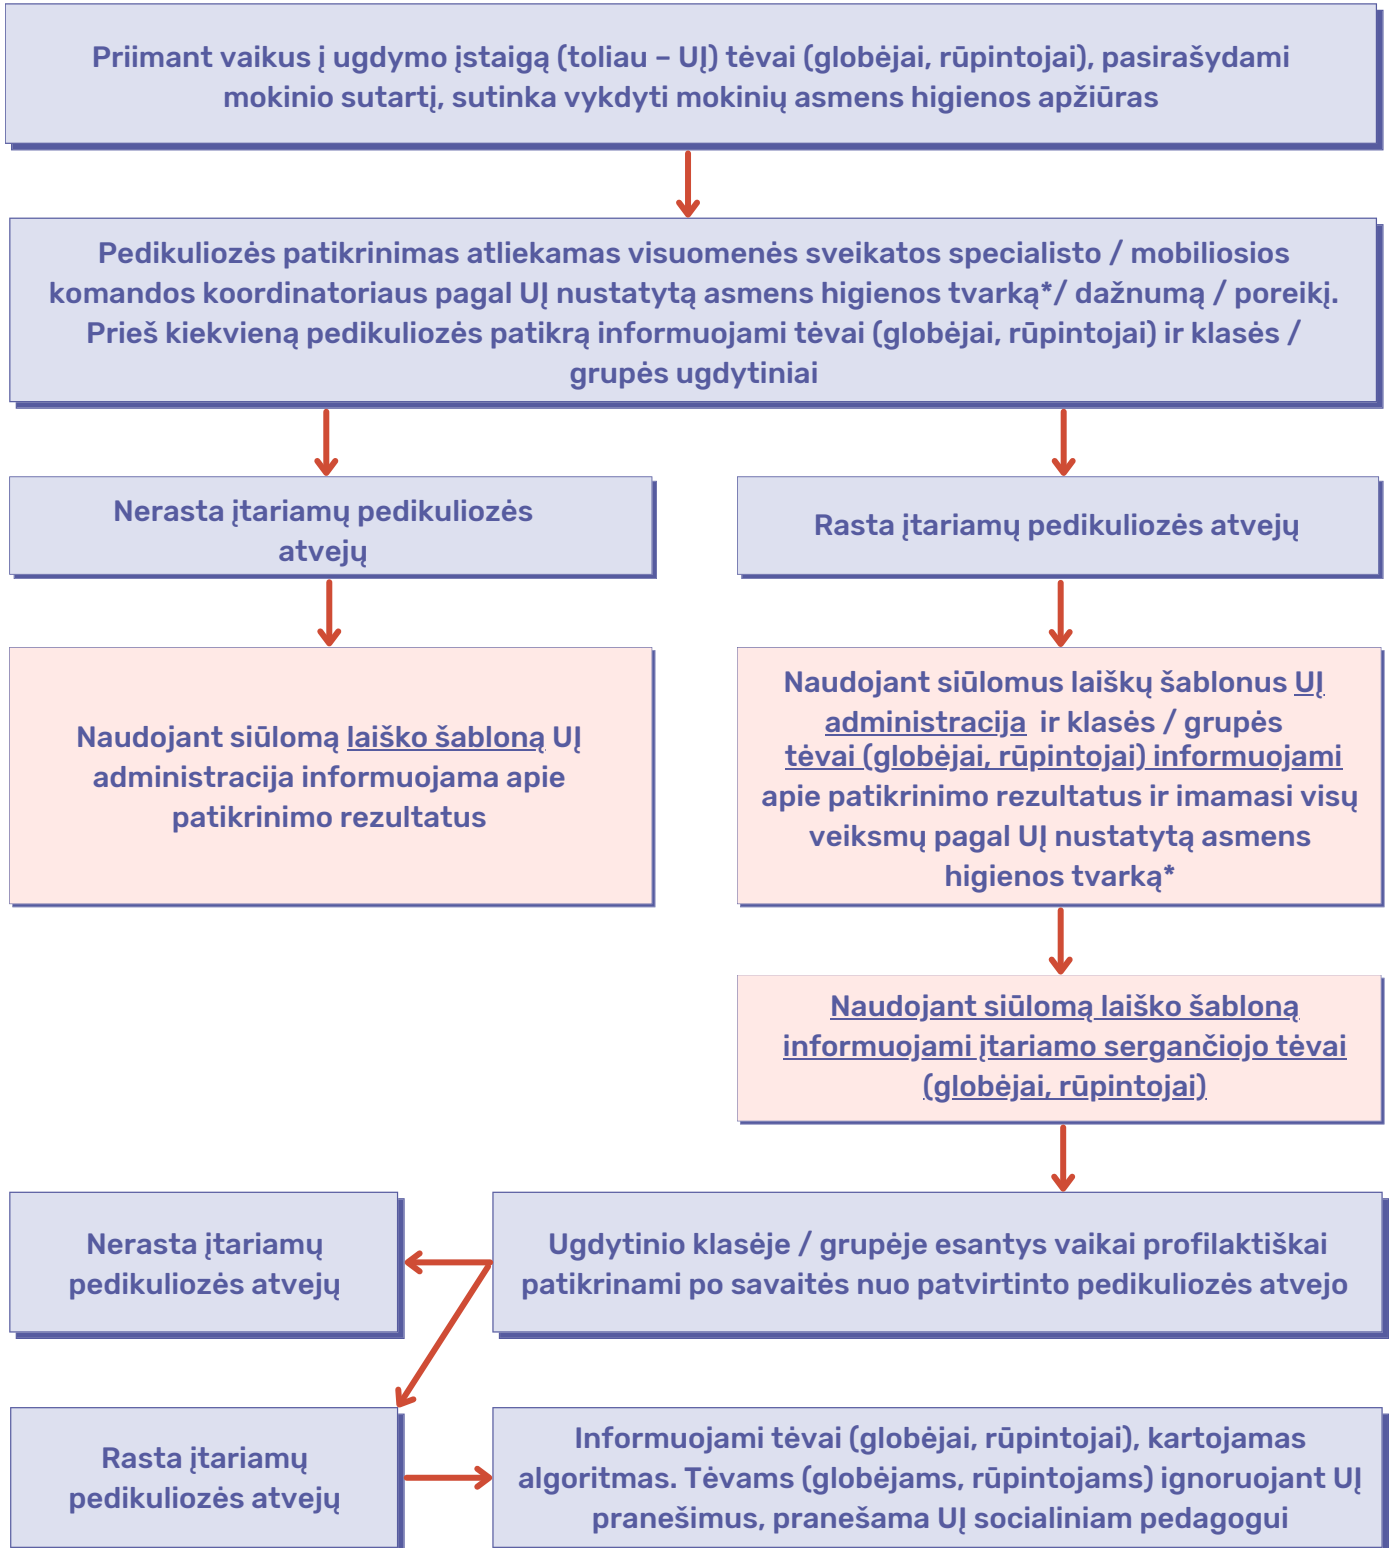 Priimant vaikus į ugdymo įstaigą (toliau – UĮ) tėvai (globėjai, rūpintojai), pasirašydami
mokinio sutartį, sutinka vykdyti mokinių asmens higienos apžiūras
Pedikuliozės patikrinimas atliekamas visuomenės sveikatos specialisto / mobiliosios
komandos koordinatoriaus pagal UĮ nustatytą asmens higienos tvarką*/ dažnumą / poreikį.
Prieš kiekvieną pedikuliozės patikrą informuojami tėvai (globėjai, rūpintojai) ir klasės /
grupės ugdytiniai
Nerasta įtariamų pedikuliozės
atvejų
Rasta įtariamų pedikuliozės atvejų
Naudojant siūlomą laiško šabloną UĮ
administracija informuojama apie
patikrinimo rezultatus
Naudojant siūlomus laiškų šablonus UĮ
administracija ir klasės / grupės
tėvai (globėjai, rūpintojai) informuojami
apie patikrinimo rezultatus ir imamasi visų
veiksmų pagal UĮ nustatytą asmens
higienos tvarką*
Naudojant siūlomą laiško šabloną
informuojami įtariamo sergančiojo tėvai
(globėjai, rūpintojai)
Nerasta įtariamų
pedikuliozės atvejų
Ugdytinio klasėje / grupėje esantys vaikai profilaktiškai
patikrinami po savaitės nuo patvirtinto pedikuliozės atvejo
Rasta įtariamų
pedikuliozės atvejų
Informuojami tėvai (globėjai, rūpintojai), kartojamas
algoritmas. Tėvams (globėjams, rūpintojams) ignoruojant UĮ
pranešimus, pranešama UĮ socialiniam pedagogui